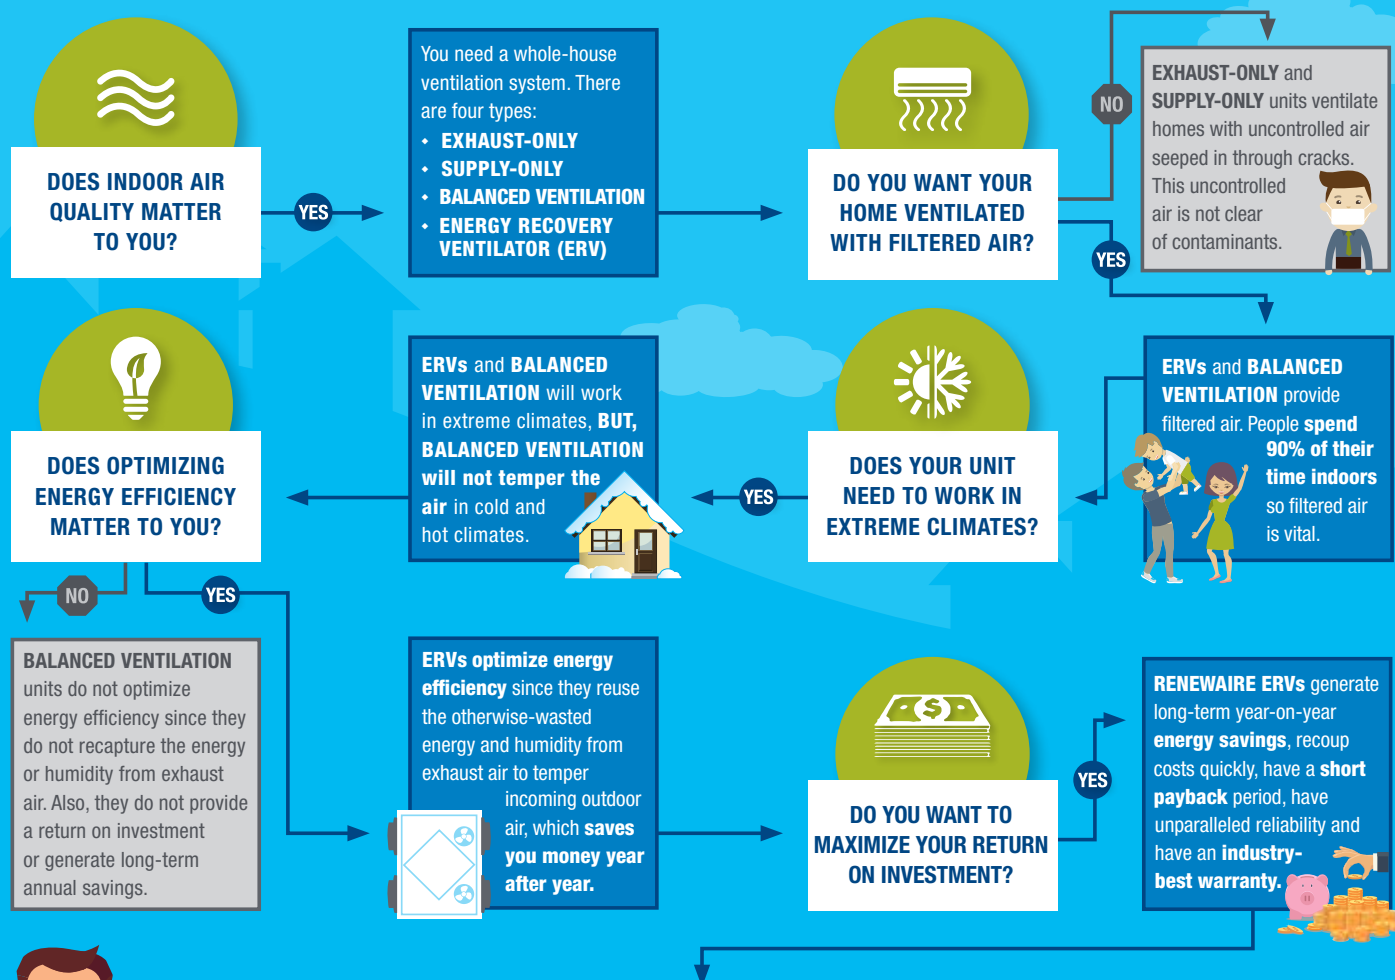 DOES INDOOR AIR
QUALITY MATTER
TO YOU?
YES
You need a whole-house
ventilation system. There
are four types:
• EXHAUST-ONLY
• SUPPLY-ONLY
• BALANCED VENTILATION
• ENERGY RECOVERY
VENTILATOR (ERV)
DO YOU WANT YOUR
HOME VENTILATED
WITH FILTERED AIR?
NO
EXHAUST-ONLY and
SUPPLY-ONLY units ventilate
homes with uncontrolled air
seeped in through cracks.
This uncontrolled
air is not clear
of contaminants.
YES
ERVs and BALANCED
VENTILATION provide
filtered air. People spend
90% of their
time indoors
so filtered air
is vital.
DOES YOUR UNIT
NEED TO WORK IN
EXTREME CLIMATES?
YES
ERVs and BALANCED
VENTILATION will work
in extreme climates, BUT,
BALANCED VENTILATION
will not temper the
air in cold and
hot climates.
DOES OPTIMIZING
ENERGY EFFICIENCY
MATTER TO YOU?
NO
BALANCED VENTILATION
units do not optimize
energy efficiency since they
do not recapture the energy
or humidity from exhaust
air. Also, they do not provide
a return on investment
or generate long-term
annual savings.
YES
ERVs optimize energy
efficiency since they reuse
the otherwise-wasted
energy and humidity from
exhaust air to temper
incoming outdoor
air, which saves
you money year
after year.
$
DO YOU WANT TO
MAXIMIZE YOUR RETURN
ON INVESTMENT?
YES
RENEWAIRE ERVs generate
long-term year-on-year
energy savings, recoup
costs quickly, have a short
payback period, have
unparalleled reliability and
have an industry-
best warranty.